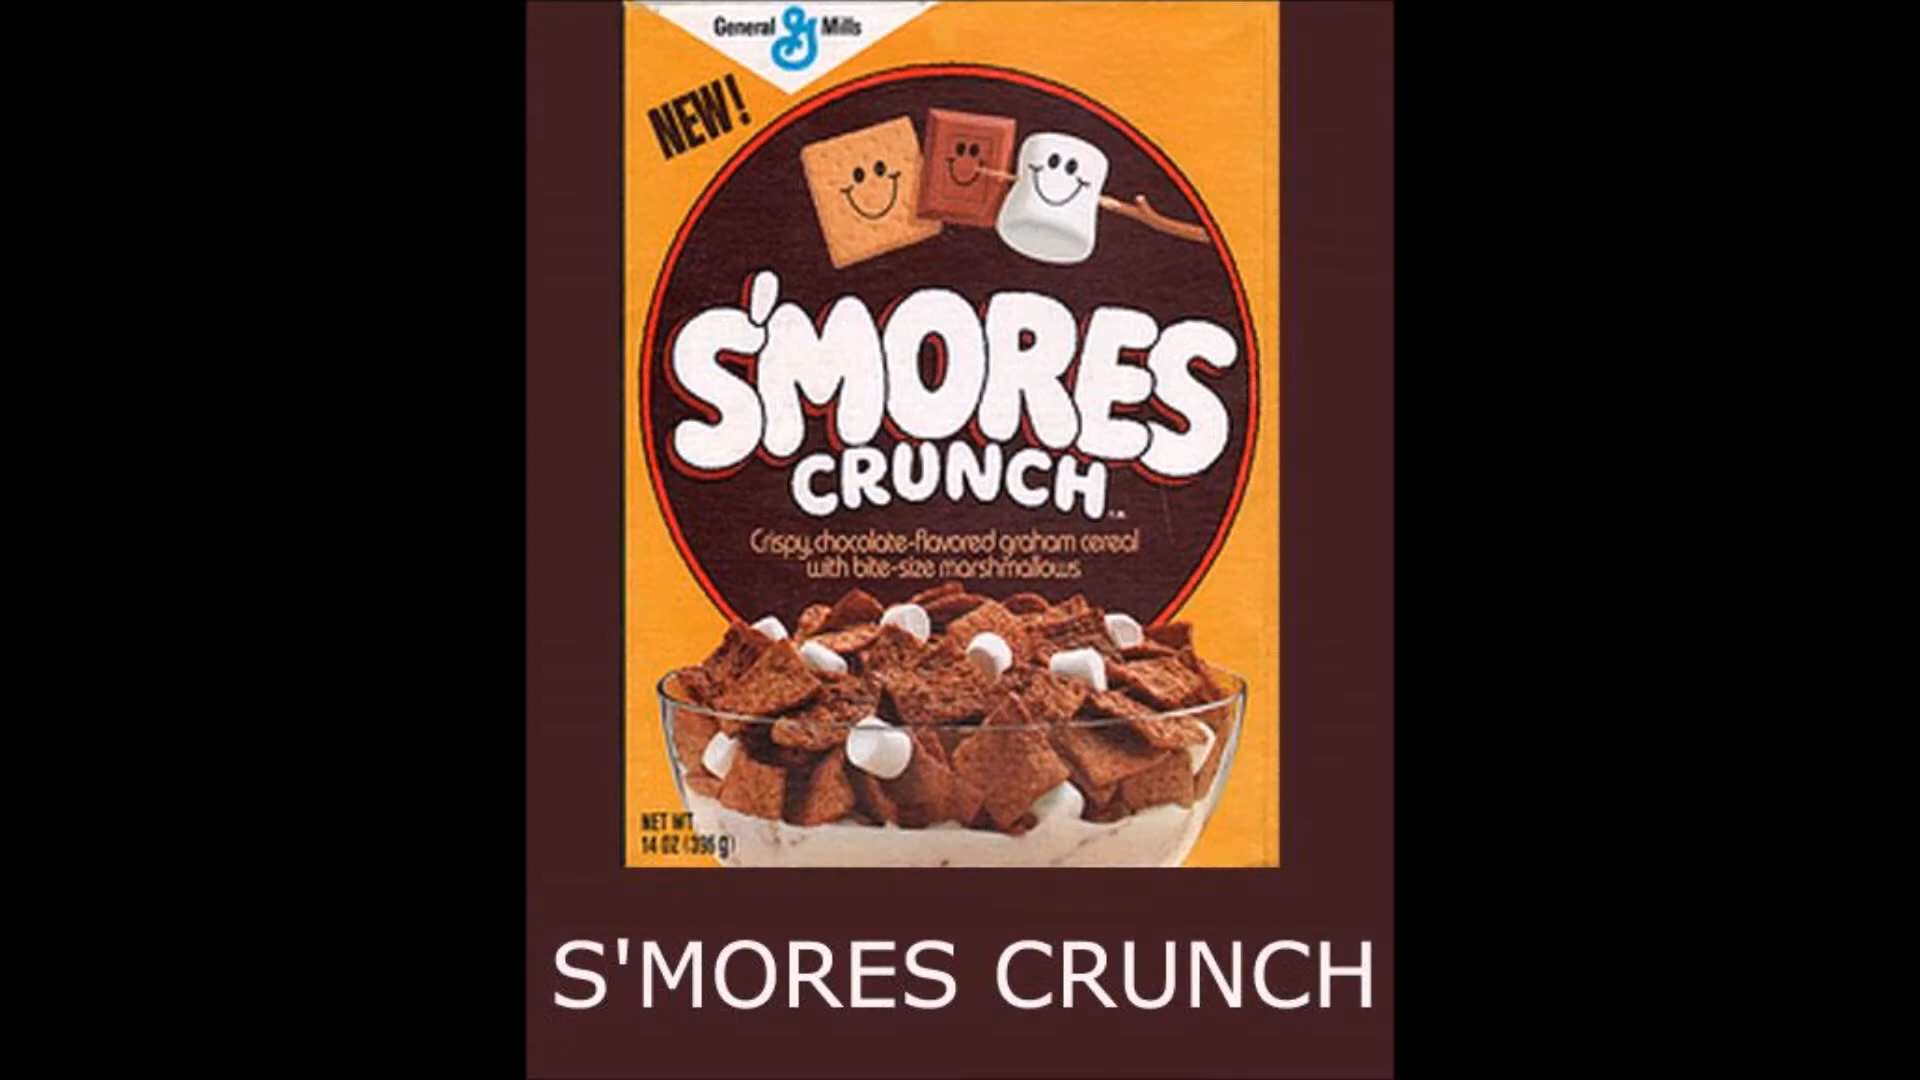 General Mills
NEW!
S'MORES
CRUNCH
Crispy, chocolate-flavored graham cereal
with bite-size marshmallows
NET WT
14 OZ (396 g)
S'MORES CRUNCH